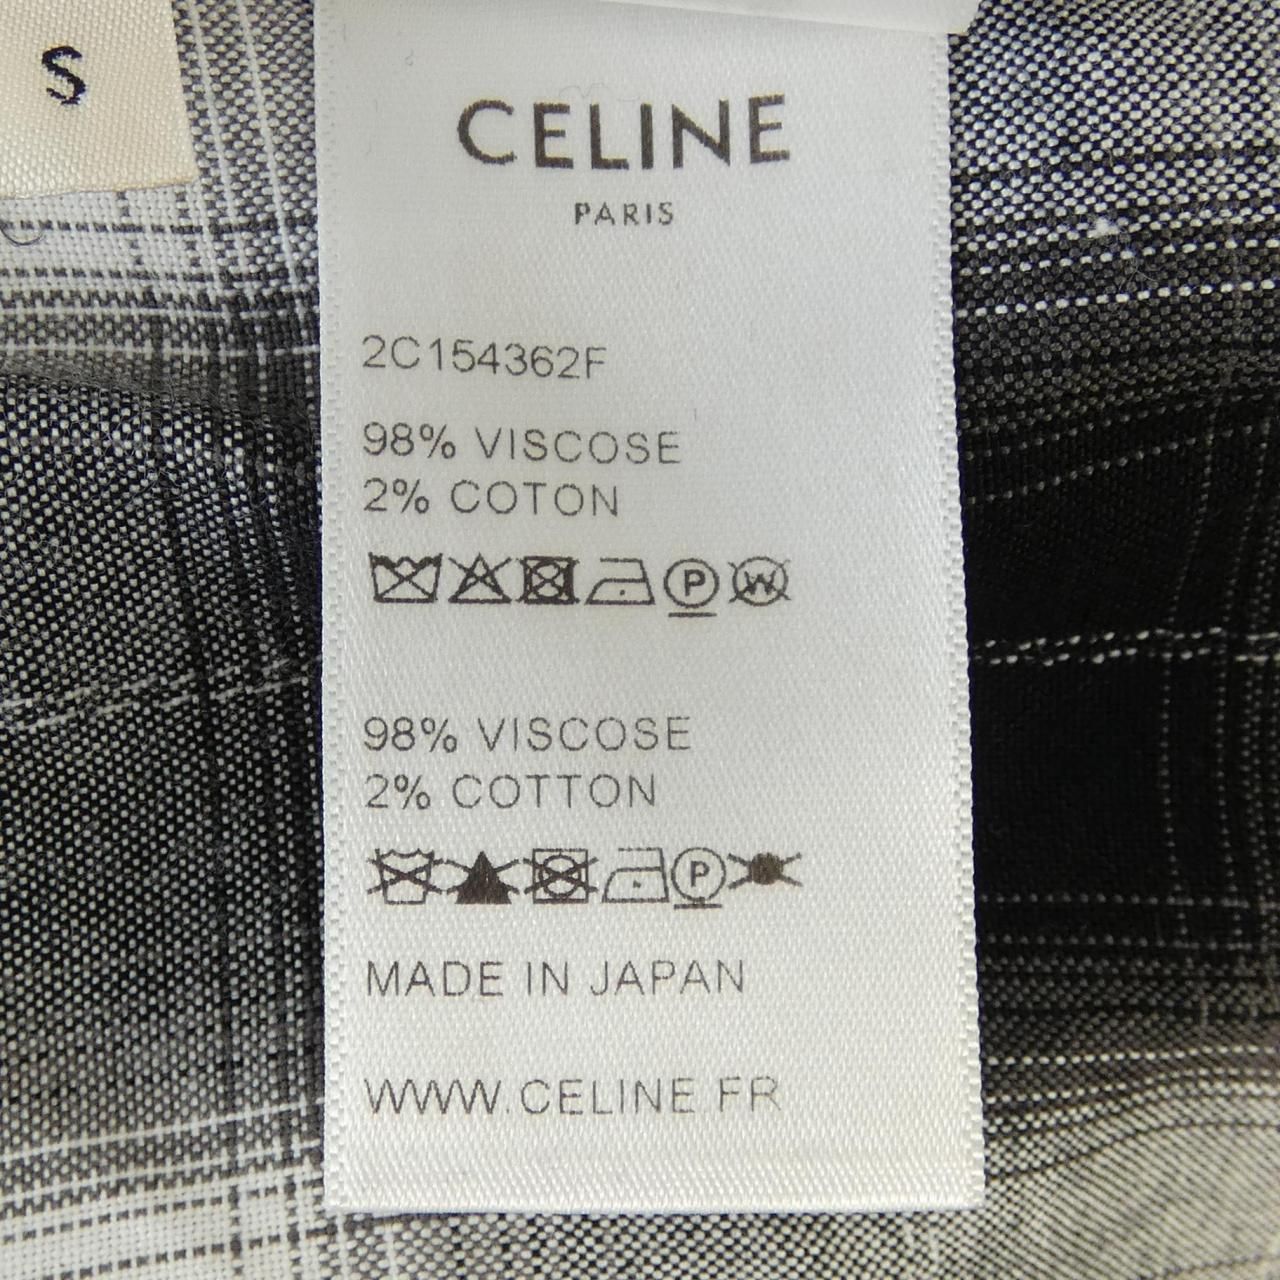 S
CELINE
PARIS
2C154362F
98% VISCOSE
2% COTON
P W
98% VISCOSE
2% COTTON
P
MADE IN JAPAN
WWW.CELINE.FR